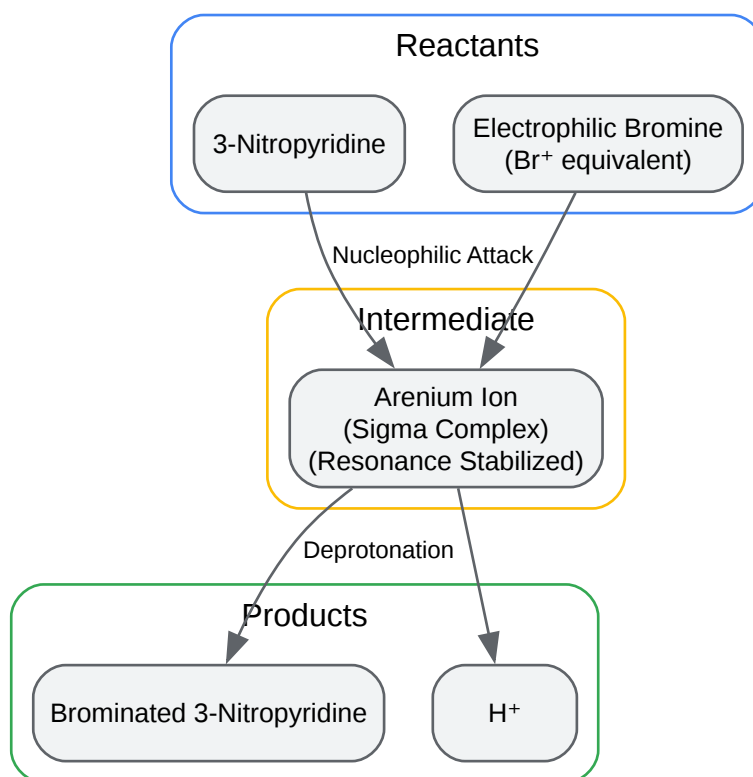 Reactants
3-Nitropyridine
Electrophilic Bromine
(Br⁺ equivalent)
Nucleophilic Attack
Intermediate
Arenium Ion
(Sigma Complex)
(Resonance Stabilized)
Deprotonation
Products
Brominated 3-Nitropyridine
H⁺